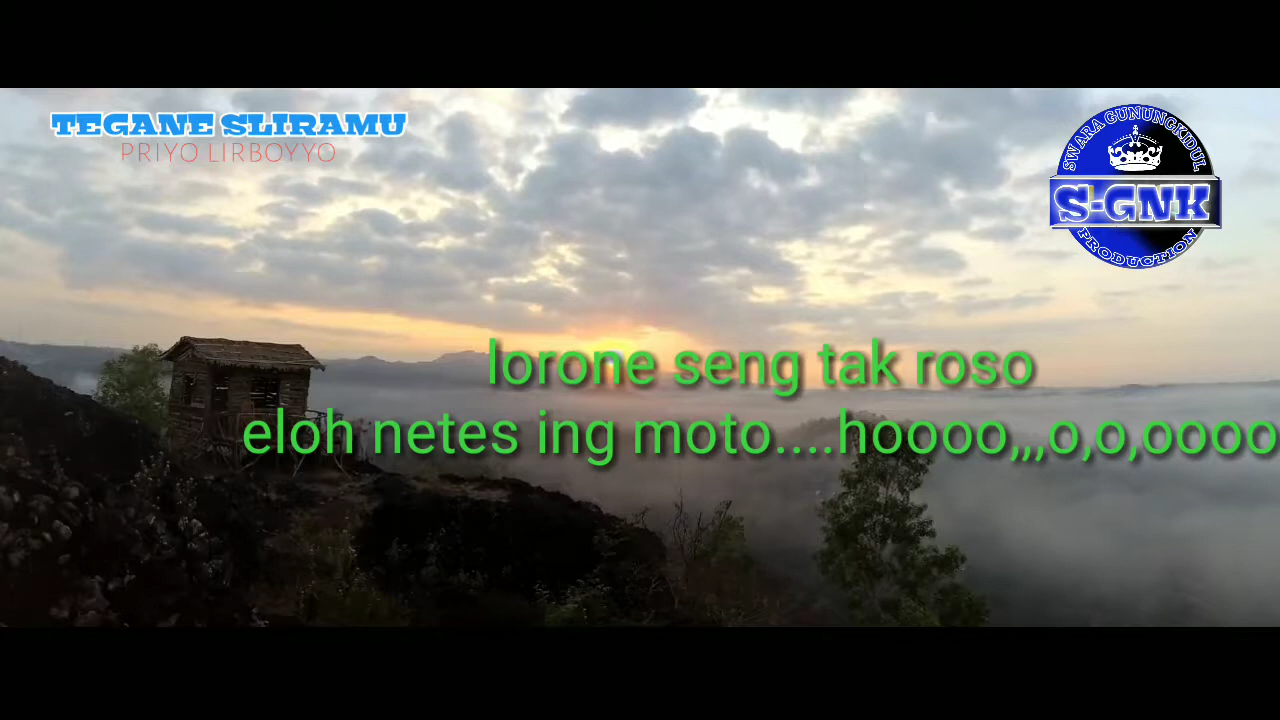 TEGANE SLIRAMU
PRIYO LIRBOYYO
SWARA GUNUNGKIDUL
S-GNK
PRODUCTION
lorone seng tak roso
eloh netes ing moto....hoooo,,,o,o,oooo